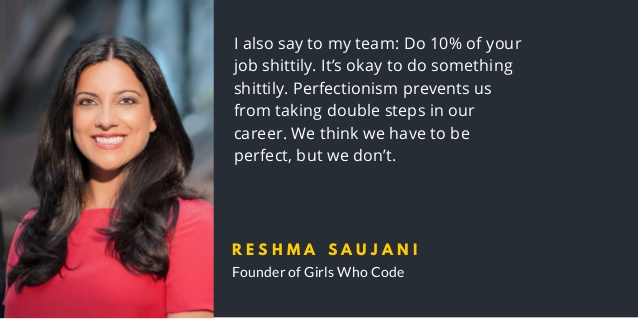 I also say to my team: Do 10% of your
job shittily. It’s okay to do something
shittily. Perfectionism prevents us
from taking double steps in our
career. We think we have to be
perfect, but we don’t.
RESHMA SAUJANI
Founder of Girls Who Code